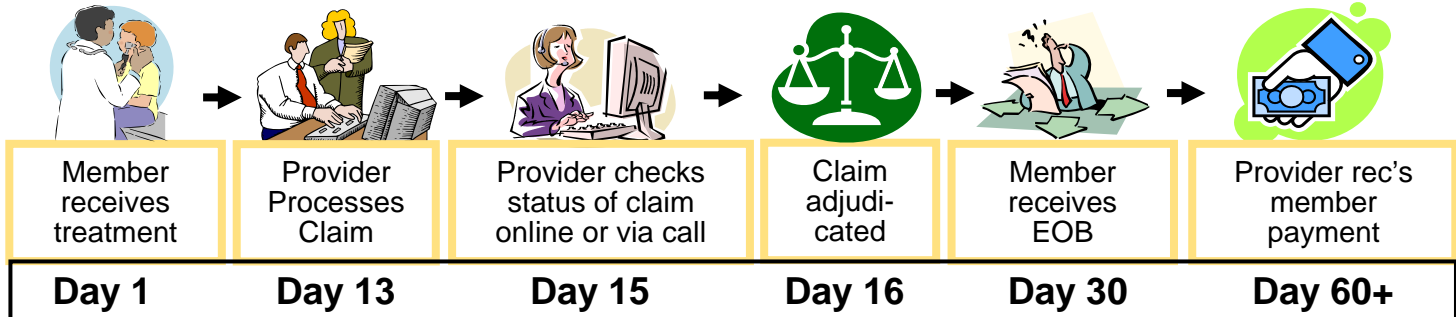 Member
receives
treatment
Provider
Processes
Claim
Provider checks
status of claim
online or via call
Claim
adjudi-
cated
Member
receives
EOB
Provider rec's
member
payment
Day 1
Day 13
Day 15
Day 16
Day 30
Day 60+